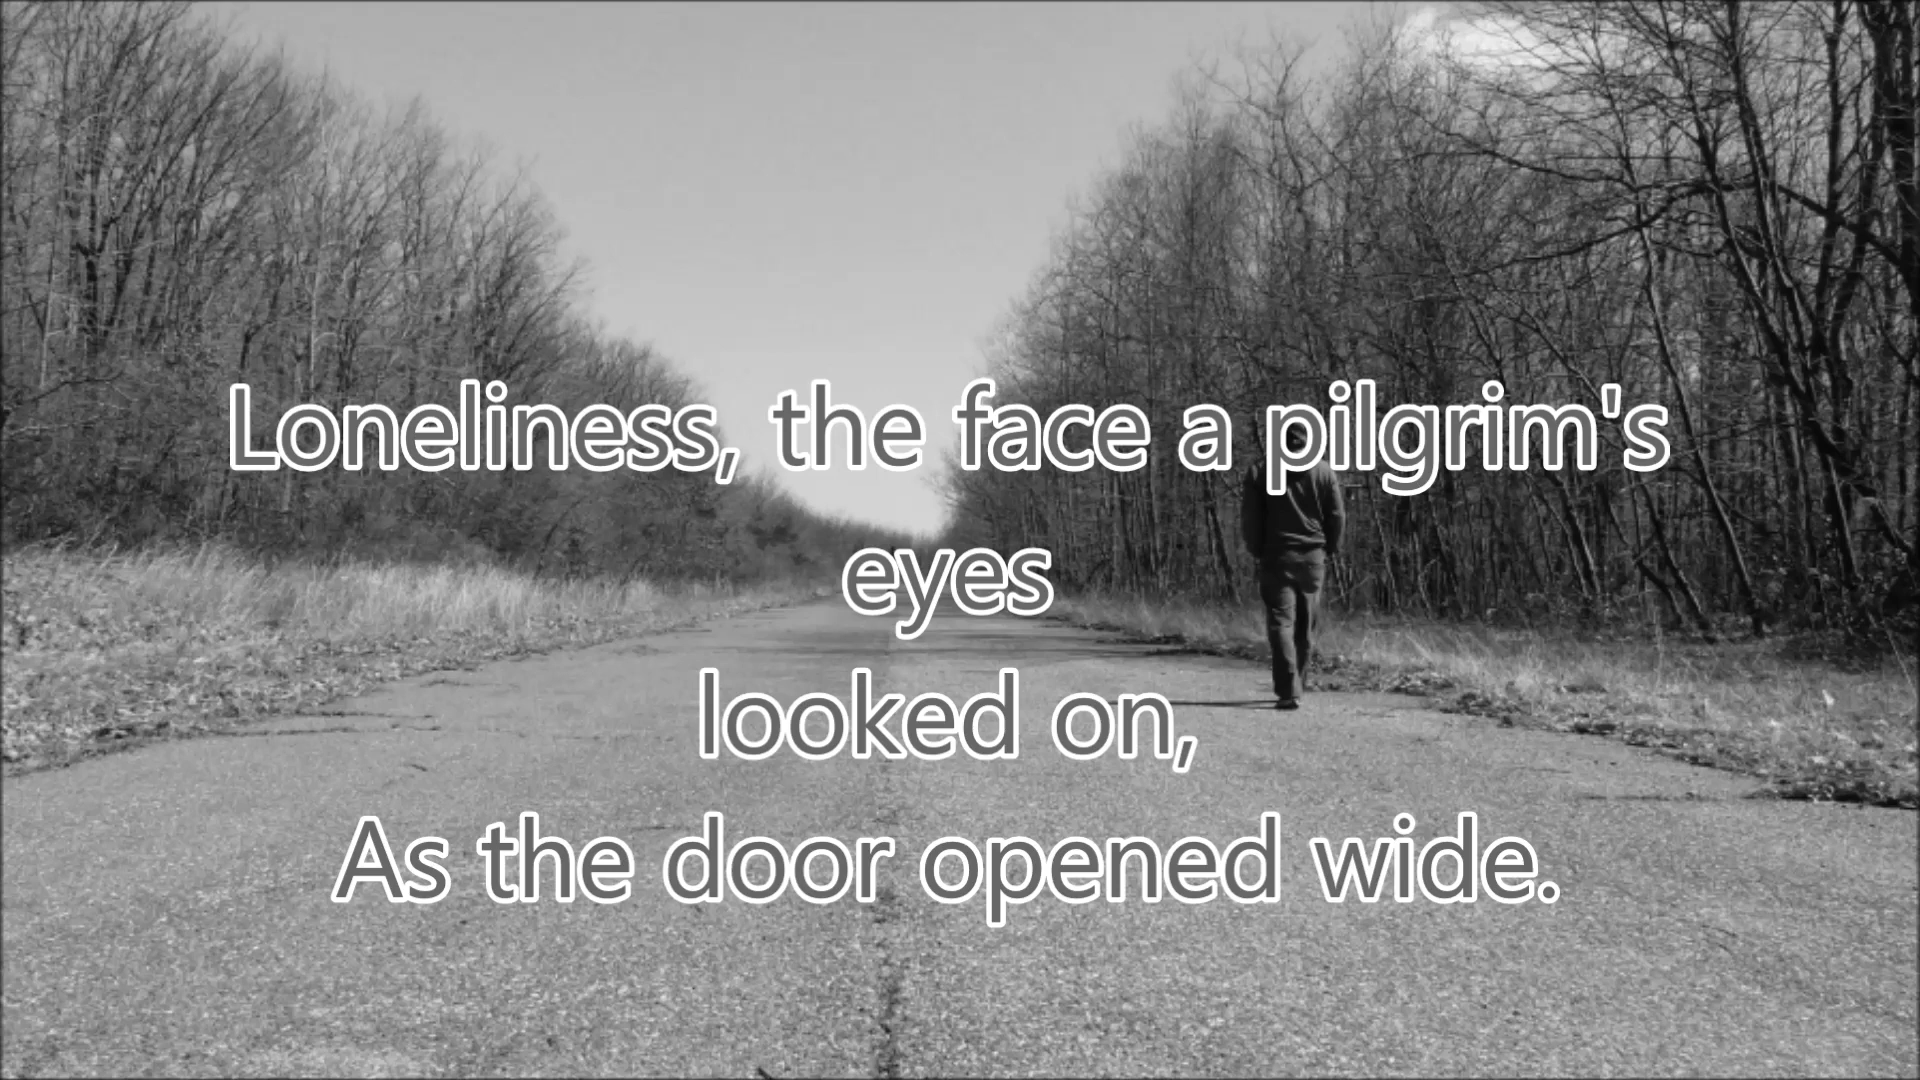 Loneliness, the face a pilgrim's
eyes
looked on,
As the door opened wide.